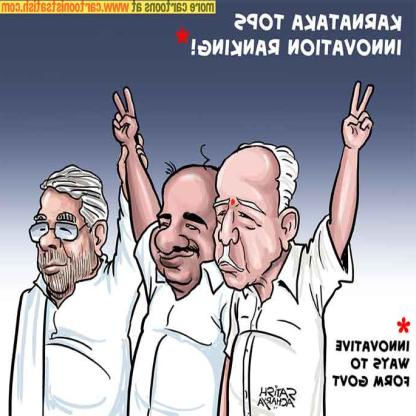 more cartoons at www.cartoonistsatish.com
KARNATAKA TOPS
INNOVATION RANKING!*
*
INNOVATIVE
WAYS TO
FORM GOVT
SATISH
ACHARYA